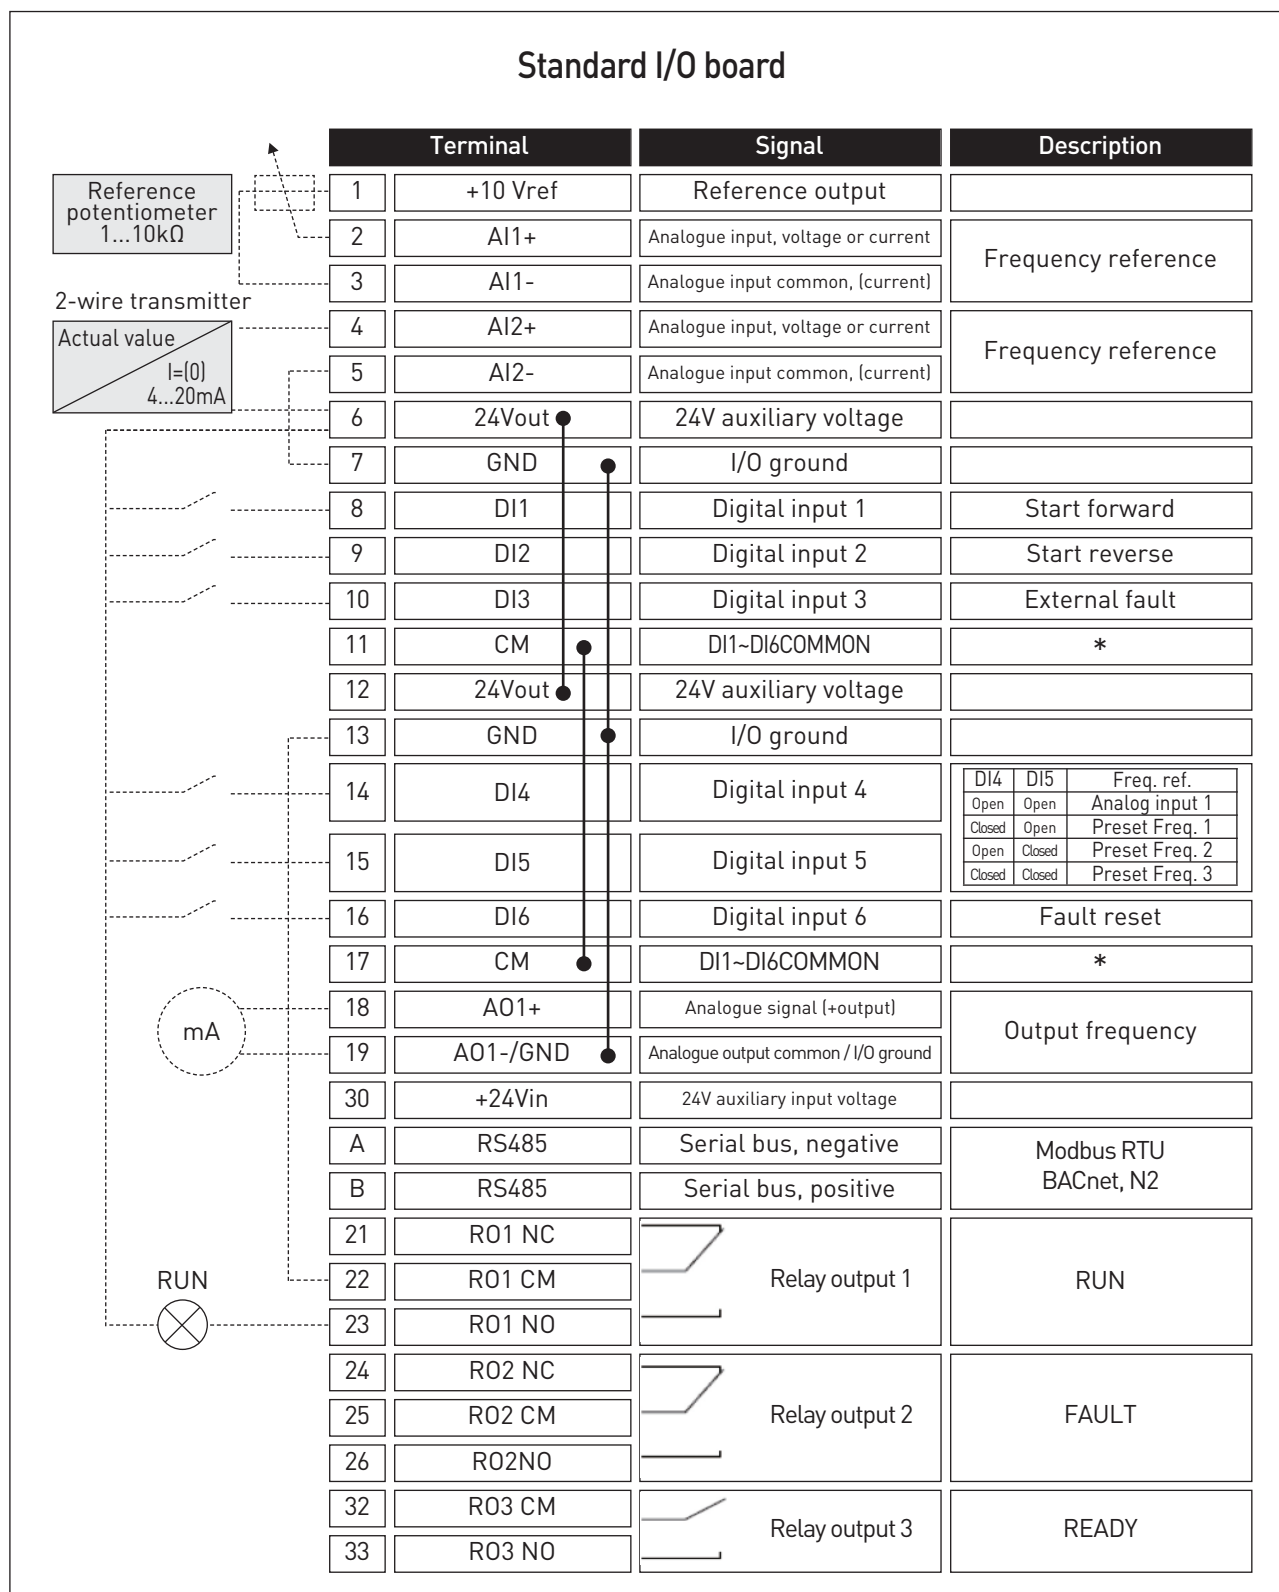 Standard I/O board
Terminal Signal Description
Reference
potentiometer
1...10kΩ
1 +10 Vref Reference output
2 AI1+ Analogue input, voltage or current
Frequency reference
3 AI1- Analogue input common, (current)
2-wire transmitter
Actual value
I=(0)
4...20mA
4 AI2+ Analogue input, voltage or current
Frequency reference
5 AI2- Analogue input common, (current)
6 24Vout 24V auxiliary voltage
7 GND I/O ground
8 DI1 Digital input 1 Start forward
9 DI2 Digital input 2 Start reverse
10 DI3 Digital input 3 External fault
11 CM DI1~DI6COMMON *
12 24Vout 24V auxiliary voltage
13 GND I/O ground
14 DI4 Digital input 4
15 DI5 Digital input 5
DI4 DI5 Freq. ref.
Open Open Analog input 1
Closed Open Preset Freq. 1
Open Closed Preset Freq. 2
Closed Closed Preset Freq. 3
16 DI6 Digital input 6 Fault reset
17 CM DI1~DI6COMMON *
mA
18 AO1+ Analogue signal (+output)
Output frequency
19 AO1-/GND Analogue output common / I/O ground
30 +24Vin 24V auxiliary input voltage
A RS485 Serial bus, negative
B RS485 Serial bus, positive
Modbus RTU
BACnet, N2
21 RO1 NC
RUN
22 RO1 CM Relay output 1 RUN
23 RO1 NO
24 RO2 NC
25 RO2 CM Relay output 2 FAULT
26 RO2NO
32 RO3 CM
Relay output 3 READY
33 RO3 NO